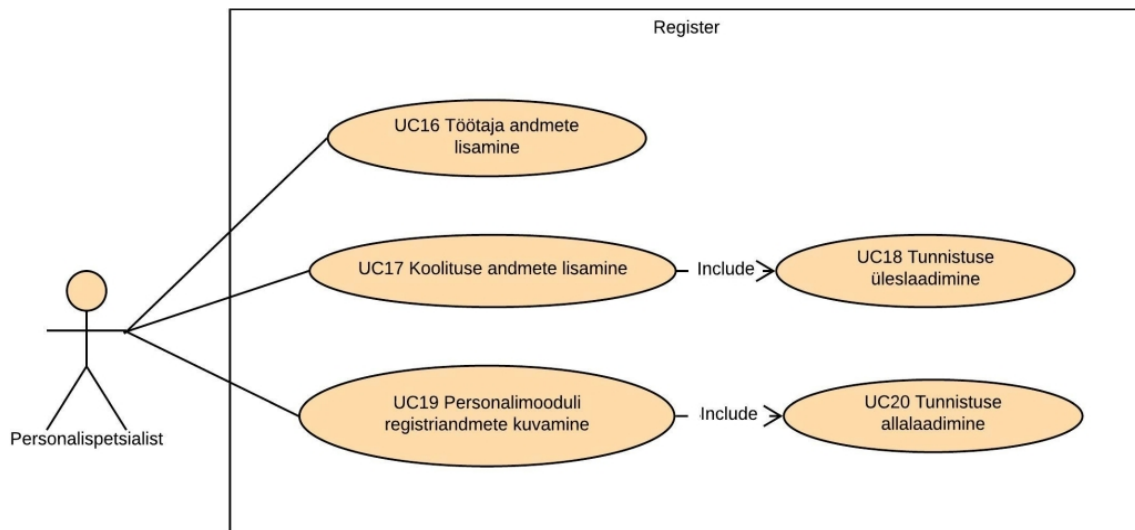 Register
UC16 Töötaja andmete
lisamine
UC17 Koolituse andmete lisamine
Include
UC18 Tunnistuse
üleslaadimine
UC19 Personalimooduli
registriandmete kuvamine
Include
UC20 Tunnistuse
allalaadimine
Personalispetsialist